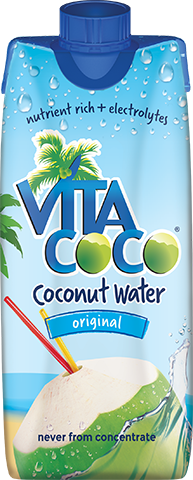 nutrient rich + electrolytes
VITA
COCO®
Coconut Water
original
never from concentrate